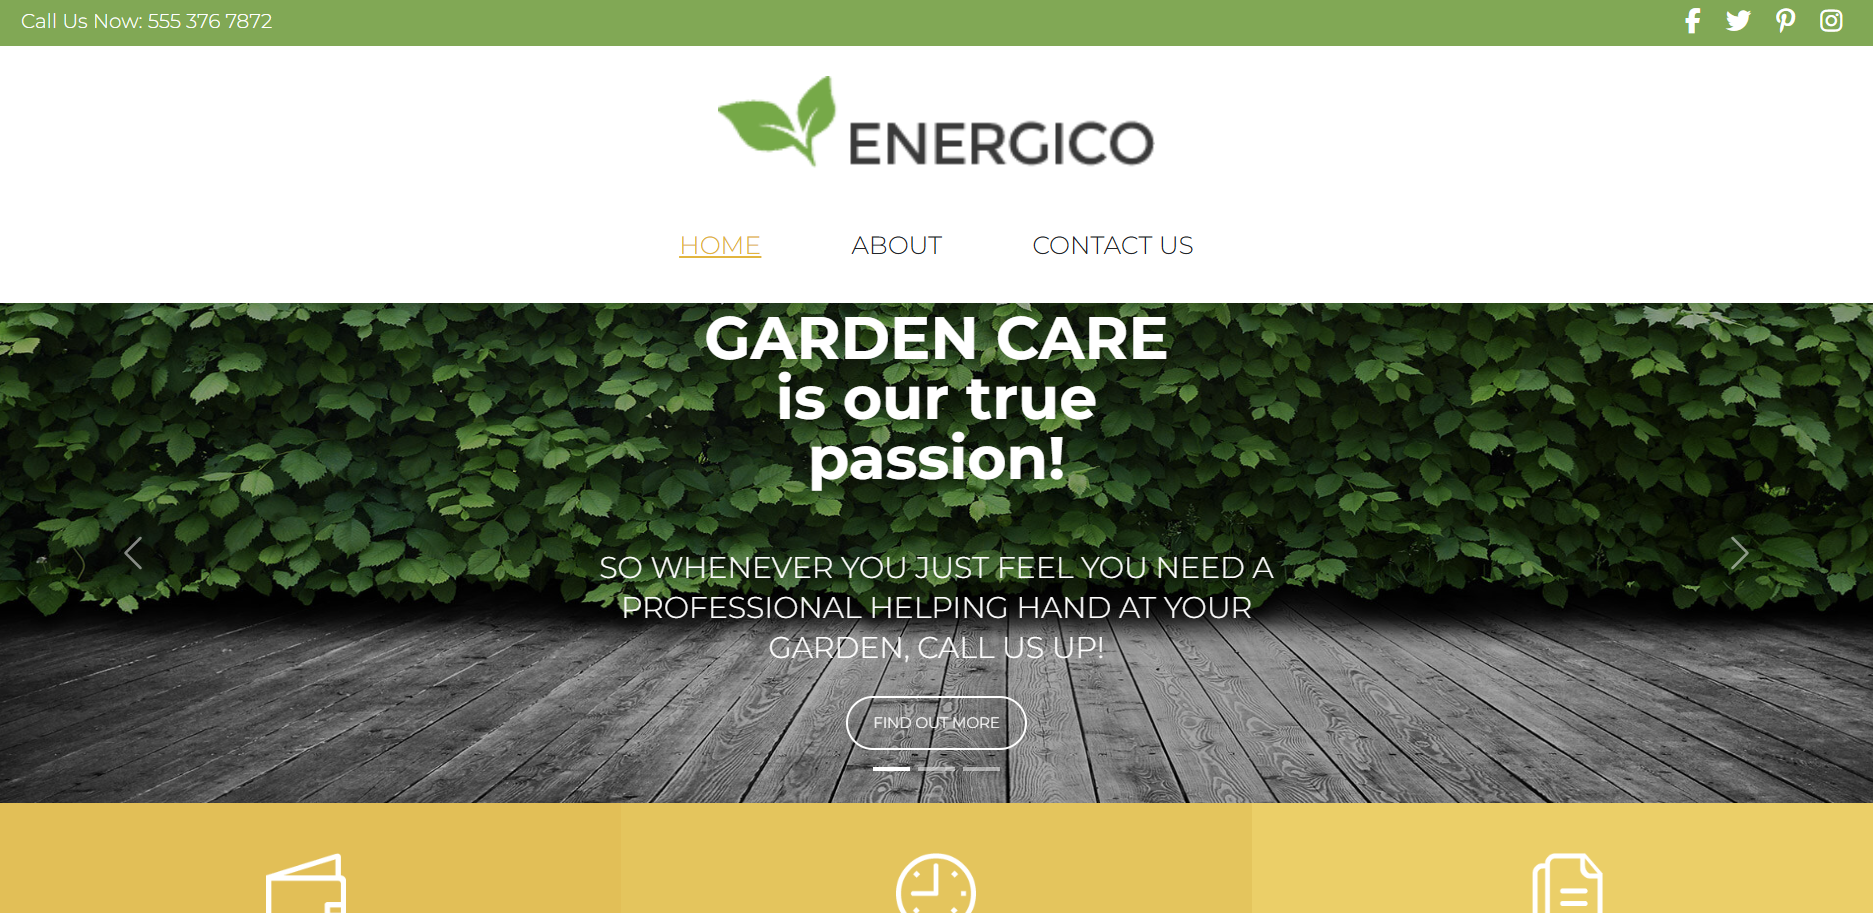 Call Us Now: 555 376 7872
ENERGICO
HOME ABOUT CONTACT US
GARDEN CARE
is our true
passion!
SO WHENEVER YOU JUST FEEL YOU NEED A
PROFESSIONAL HELPING HAND AT YOUR
GARDEN, CALL US UP!
FIND OUT MORE